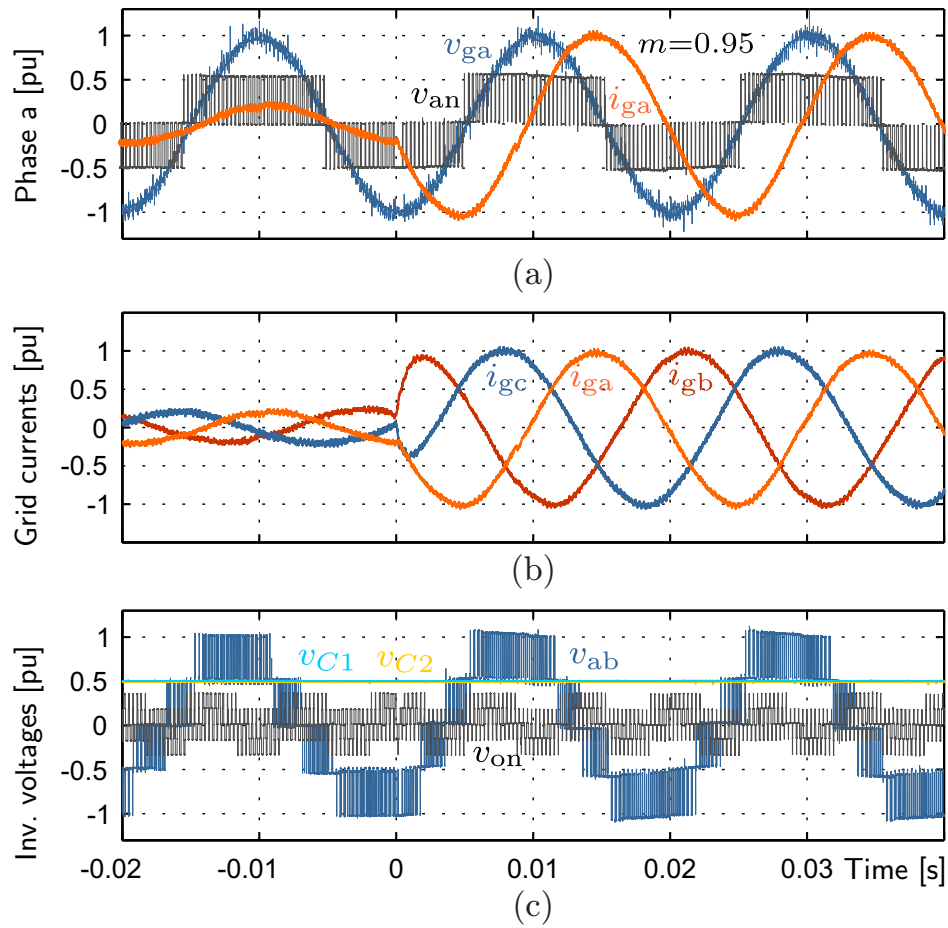 Phase a [pu]
1
0.5
0
-0.5
-1
v_ga
v_an
m=0.95
i_ga
(a)
Grid currents [pu]
1
0.5
0
-0.5
-1
i_gc
i_ga
i_gb
(b)
Inv. voltages [pu]
1
0.5
0
-0.5
-1
v_C1
v_C2
v_ab
v_on
-0.02 -0.01 0 0.01 0.02 0.03 Time [s]
(c)